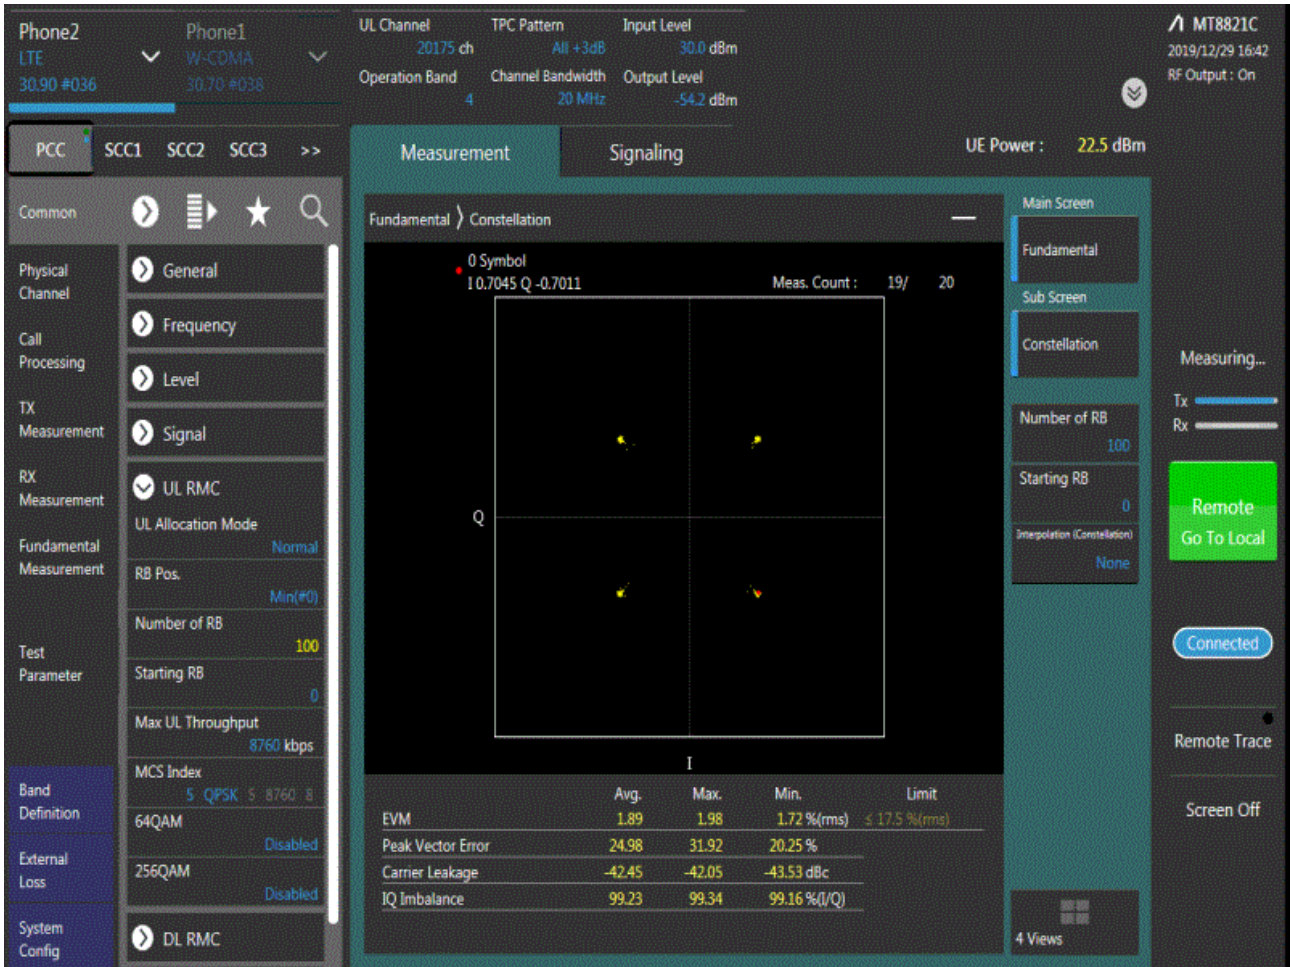 Phone2
LTE
30.90 #036
Phone1
W-CDMA
30.70 #038
UL Channel
20175 ch
TPC Pattern
All +3dB
Input Level
30.0 dBm
Operation Band
4
Channel Bandwidth
20 MHz
Output Level
-54.2 dBm
MT8821C
2019/12/29 16:42
RF Output : On
PCC SCC1 SCC2 SCC3 >>
Measurement Signaling
UE Power : 22.5 dBm
Common
Physical
Channel
Call
Processing
TX
Measurement
RX
Measurement
Fundamental
Measurement
Test
Parameter
Band
Definition
External
Loss
System
Config
General
Frequency
Level
Signal
UL RMC
UL Allocation Mode
Normal
RB Pos.
Min(#0)
Number of RB
100
Starting RB
0
Max UL Throughput
8760 kbps
MCS Index
5 QPSK 5 8760 8
64QAM
Disabled
256QAM
Disabled
DL RMC
Fundamental 〉 Constellation
0 Symbol
I 0.7045 Q -0.7011
Meas. Count : 19/ 20
Q
I
Avg. Max. Min. Limit
EVM 1.89 1.98 1.72 %(rms) ≤ 17.5 %(rms)
Peak Vector Error 24.98 31.92 20.25 %
Carrier Leakage -42.45 -42.05 -43.53 dBc
IQ Imbalance 99.23 99.34 99.16 %(I/Q)
Main Screen
Fundamental
Sub Screen
Constellation
Number of RB
100
Starting RB
0
Interpolation (Constellation)
None
4 Views
Measuring...
Tx
Rx
Remote
Go To Local
Connected
Remote Trace
Screen Off